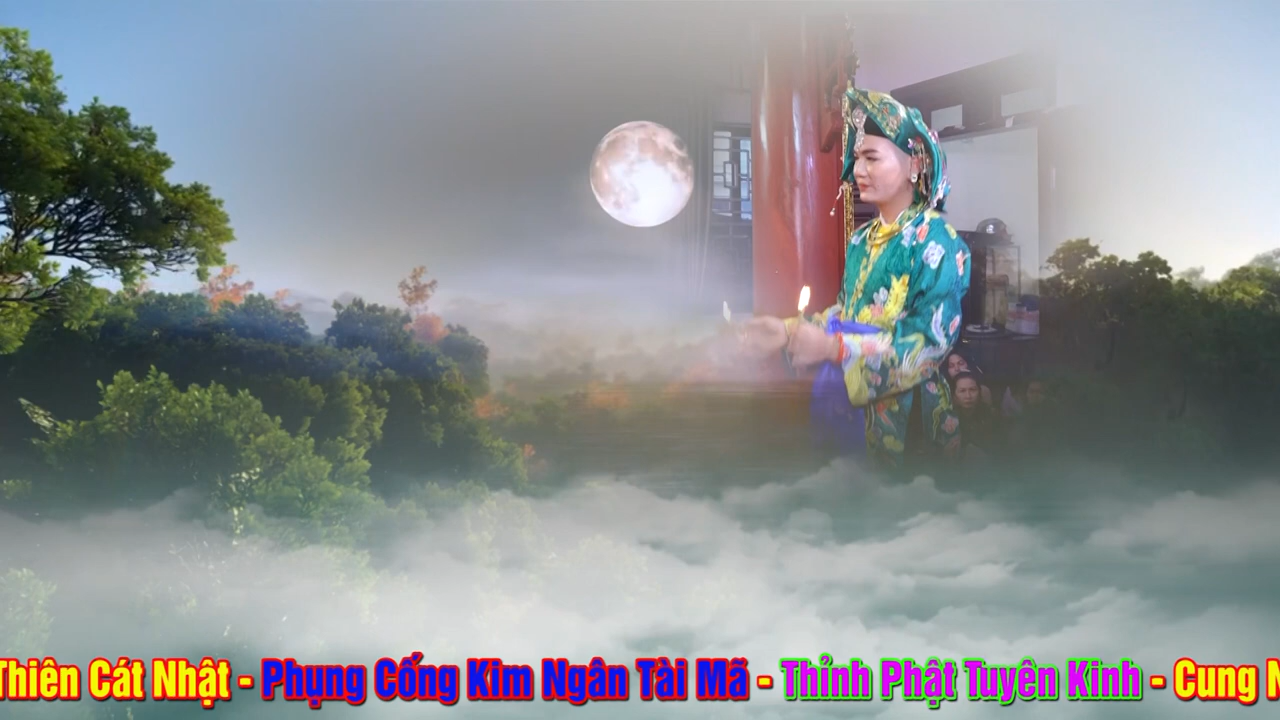 Thiên Cát Nhật - Phụng Cống Kim Ngân Tài Mã - Thỉnh Phật Tuyên Kinh - Cung